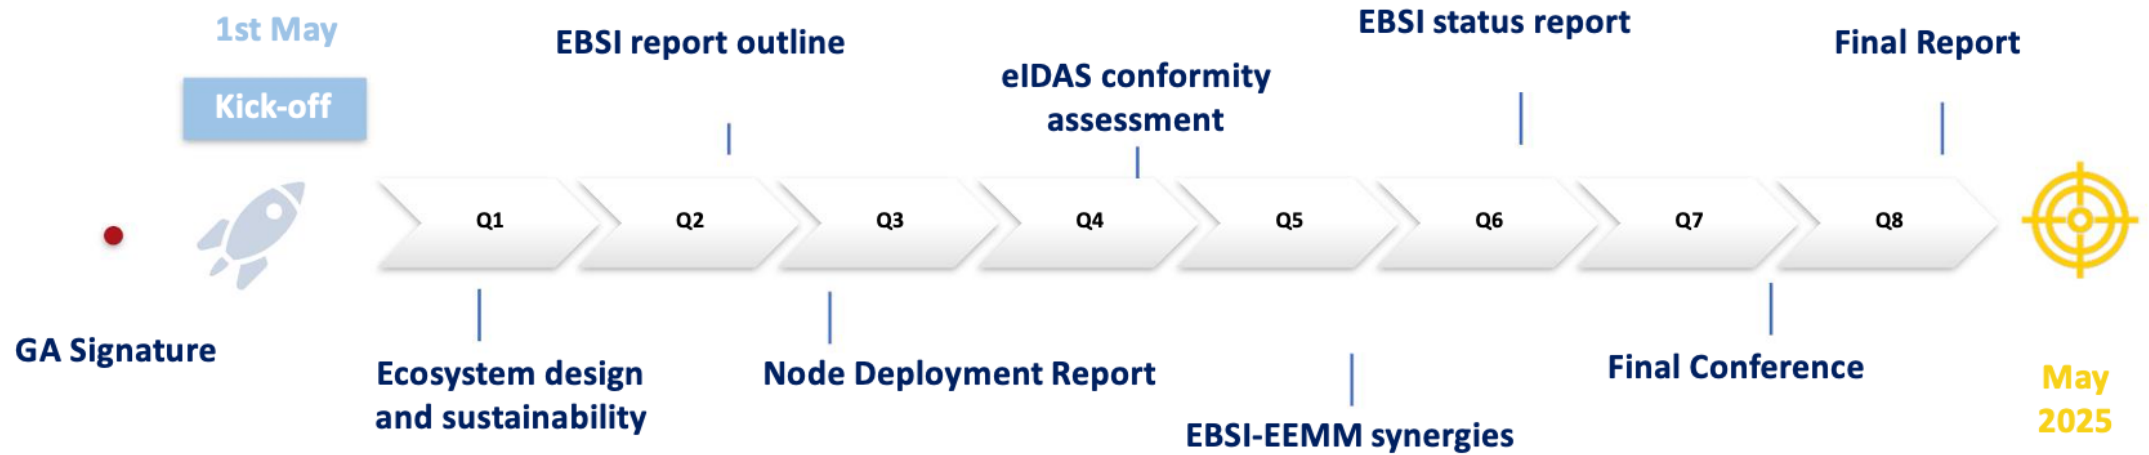 1st May
Kick-off
EBSI report outline
eIDAS conformity
assessment
EBSI status report
Final Report
Q1
Q2
Q3
Q4
Q5
Q6
Q7
Q8
GA Signature
Ecosystem design
and sustainability
Node Deployment Report
EBSI-EEMM synergies
Final Conference
May
2025